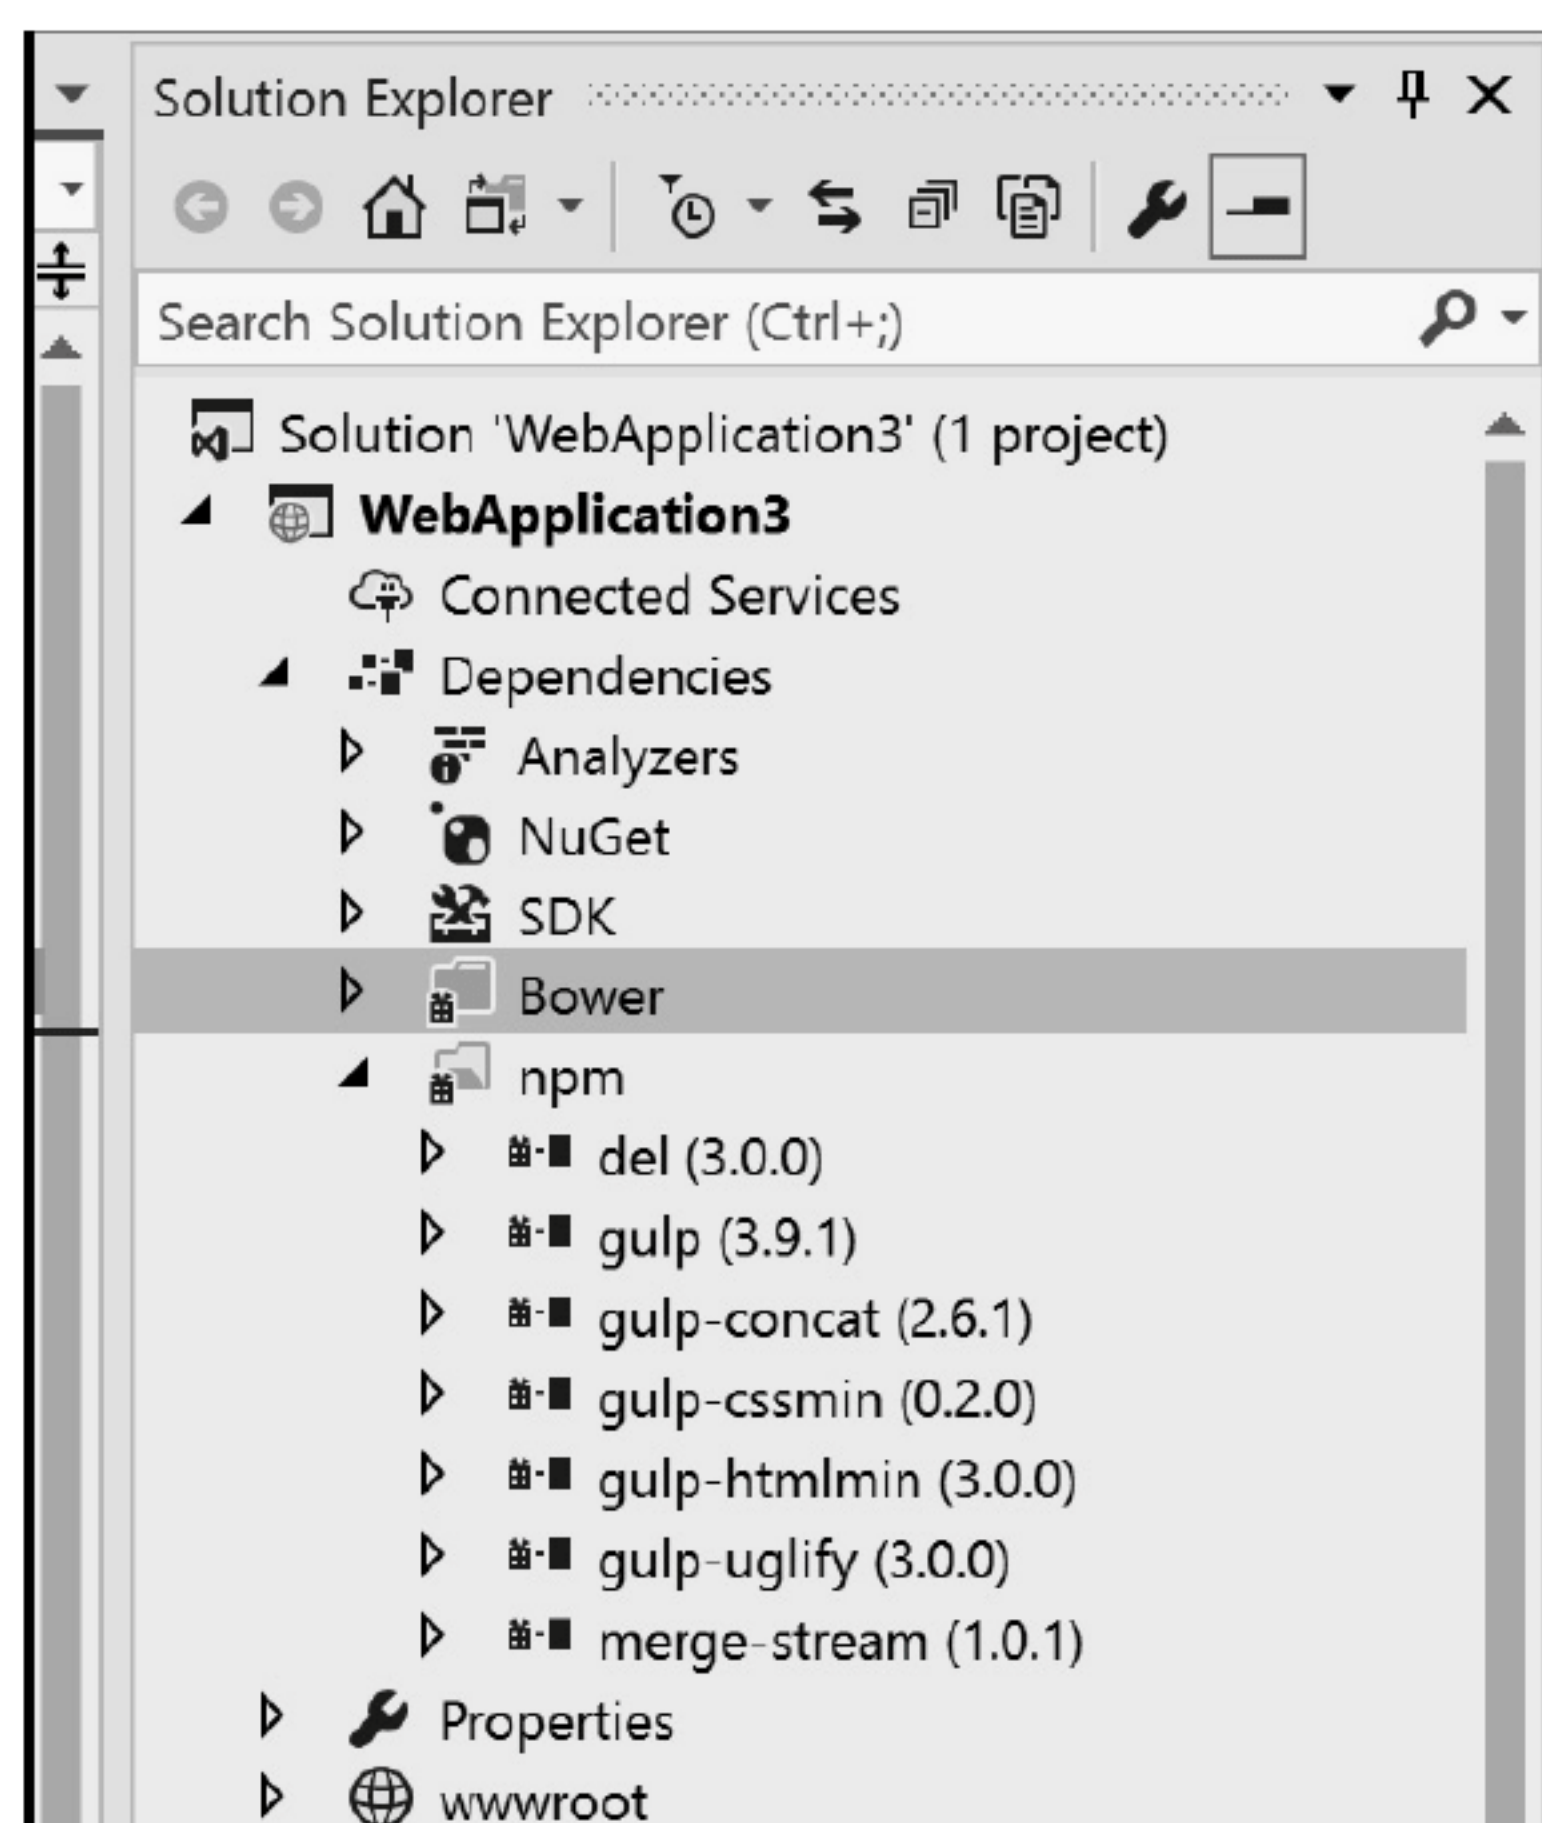 Solution Explorer
Search Solution Explorer (Ctrl+;)
Solution 'WebApplication3' (1 project)
WebApplication3
Connected Services
Dependencies
Analyzers
NuGet
SDK
Bower
npm
del (3.0.0)
gulp (3.9.1)
gulp-concat (2.6.1)
gulp-cssmin (0.2.0)
gulp-htmlmin (3.0.0)
gulp-uglify (3.0.0)
merge-stream (1.0.1)
Properties
wwwroot